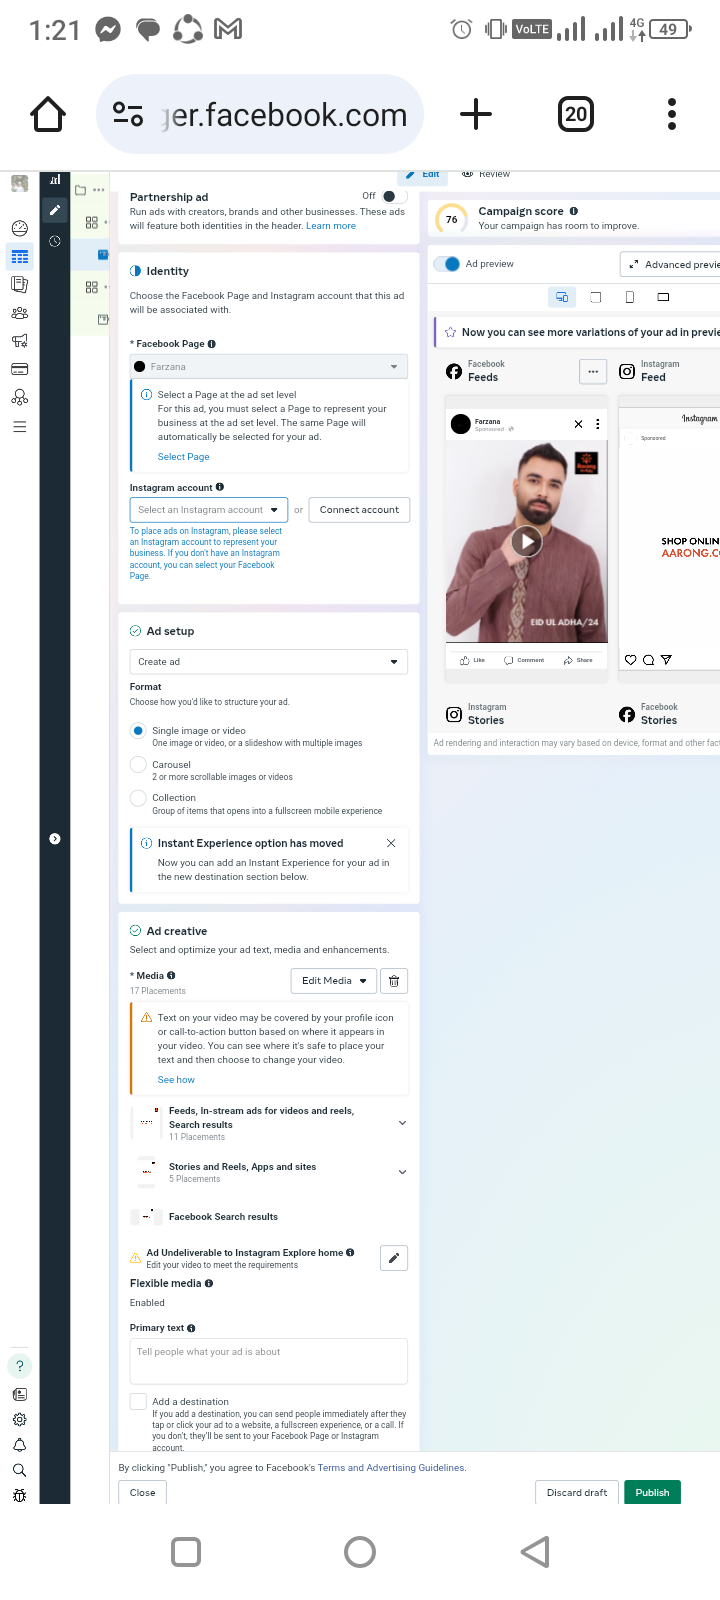 1:21
VoLTE
4G
49
er.facebook.com
20
Edit
Review
Partnership ad
Off
Run ads with creators, brands and other businesses. These ads
will feature both identities in the header. Learn more
76
Campaign score
Your campaign has room to improve.
Identity
Choose the Facebook Page and Instagram account that this ad
will be associated with.
* Facebook Page
Farzana
Select a Page at the ad set level
For this ad, you must select a Page to represent your
business at the ad set level. The same Page will
automatically be selected for your ad.
Select Page
Instagram account
Select an Instagram account
or
Connect account
To place ads on Instagram, please select
an Instagram account to represent your
business. If you don't have an Instagram
account, you can select your Facebook
Page.
Ad preview
Advanced previe
Now you can see more variations of your ad in previe
Facebook
Feeds
Instagram
Feed
Farzana
Sponsored
Aarong
EID UL ADHA/24
Like
Comment
Share
Instagram
Sponsored
SHOP ONLIN
AARONG.C
Instagram
Stories
Facebook
Stories
Ad rendering and interaction may vary based on device, format and other fact
Ad setup
Create ad
Format
Choose how you'd like to structure your ad.
Single image or video
One image or video, or a slideshow with multiple images
Carousel
2 or more scrollable images or videos
Collection
Group of items that opens into a fullscreen mobile experience
Instant Experience option has moved
Now you can add an Instant Experience for your ad in
the new destination section below.
Ad creative
Select and optimize your ad text, media and enhancements.
* Media
17 Placements
Edit Media
Text on your video may be covered by your profile icon
or call-to-action button based on where it appears in
your video. You can see where it's safe to place your
text and then choose to change your video.
See how
Feeds, In-stream ads for videos and reels,
Search results
11 Placements
Stories and Reels, Apps and sites
5 Placements
Facebook Search results
Ad Undeliverable to Instagram Explore home
Edit your video to meet the requirements
Flexible media
Enabled
Primary text
Tell people what your ad is about
Add a destination
If you add a destination, you can send people immediately after they
tap or click your ad to a website, a fullscreen experience, or a call. If
you don't, they'll be sent to your Facebook Page or Instagram
account.
By clicking "Publish," you agree to Facebook's Terms and Advertising Guidelines.
Close
Discard draft
Publish